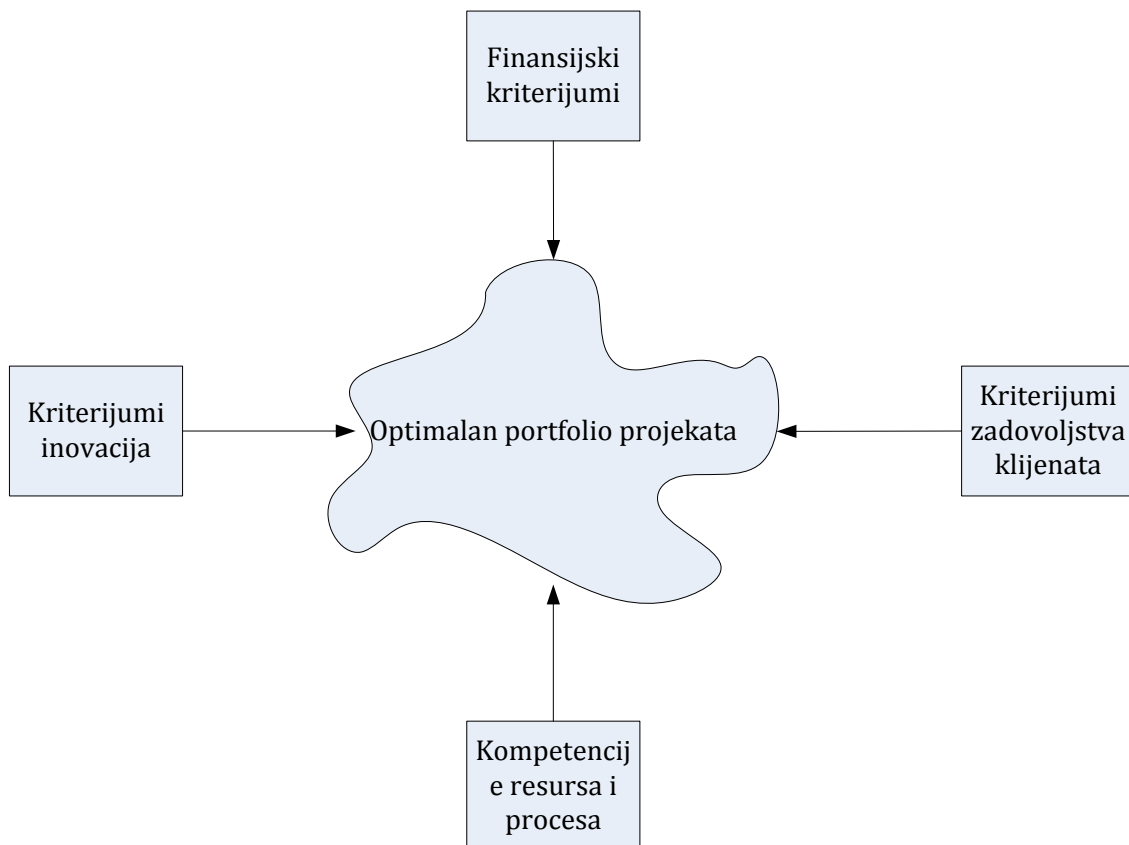 Finansijski
kriterijumi
Kriterijumi
inovacija
Optimalan portfolio projekata
Kriterijumi
zadovoljstva
klijenata
Kompetencij
e resursa i
procesa